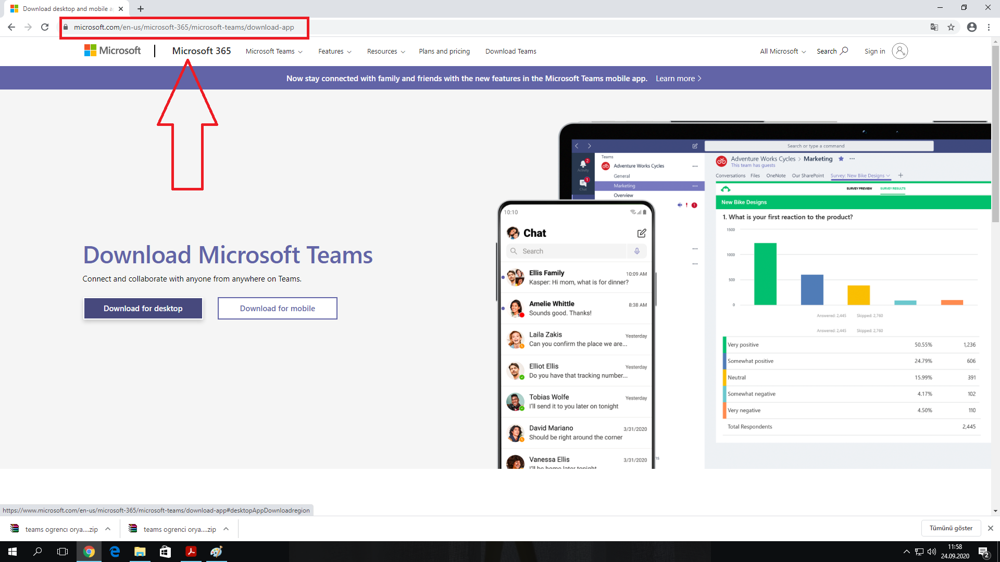 Download desktop and mobile a
microsoft.com/en-us/microsoft-365/microsoft-teams/download-app
Microsoft
Microsoft 365
Microsoft Teams
Features
Resources
Plans and pricing
Download Teams
All Microsoft
Search
Sign in
Now stay connected with family and friends with the new features in the Microsoft Teams mobile app. Learn more
Download Microsoft Teams
Connect and collaborate with anyone from anywhere on Teams.
Download for desktop
Download for mobile
Search or type a command
Activity
2
Chat
1
Teams
Adventure Works Cycles
General
Marketing
Overview
1
Adventure Works Cycles > Marketing
This team has guests
Conversations Files OneNote Our SharePoint Survey: New Bike Designs
SURVEY PREVIEW SURVEY RESULTS
New Bike Designs
1. What is your first reaction to the product?
1500
1000
500
0
Answered: 2,445 Skipped: 2,760
Answered: 2,445 Skipped: 2,760
Very positive 50.55% 1,236
Somewhat positive 24.79% 606
Neutral 15.99% 391
Somewhat negative 4.17% 102
Very negative 4.50% 110
Total Respondents 2,445
10:10
Chat
Search
Ellis Family 10:09 AM
Kasper: Hi mom, what is for dinner?
Amelie Whittle 8:38 AM
Sounds good. Thanks!
Laila Zakis Yesterday
Can you confirm the place we are...
Elliot Ellis Yesterday
Do you have that tracking number...
Tobias Wolfe Yesterday
I'll send it to you later on tonight
David Mariano 3/31/2020
Should be right around the corner
Vanessa Ellis 3/31/2020
I'll be home later tonight
ns
https://www.microsoft.com/en-us/microsoft-365/microsoft-teams/download-app#desktopAppDownloadregion
teams ogrencı orya....zip
teams ogrenci orya....zip
Tümünü göster
11:58
24.09.2020
2